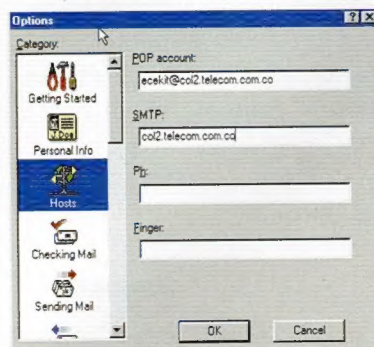 Options
Category:
Getting Started
J.Doe
Personal Info
Hosts
Checking Mail
Sending Mail
POP account:
ecekit@col2.telecom.com.co
SMTP:
col2.telecom.com.co
Ph:
Finger:
OK
Cancel